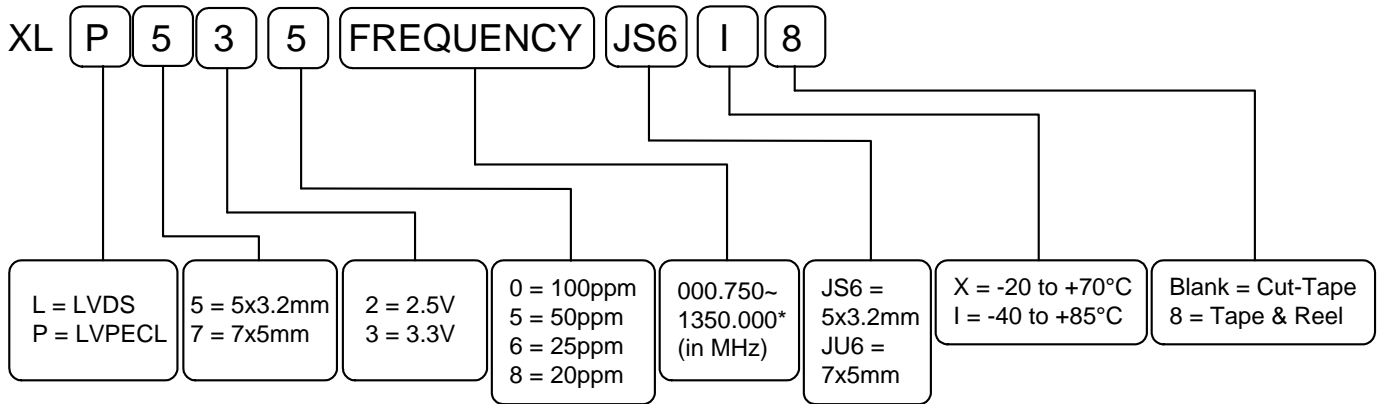 XL P 5 3 5 FREQUENCY JS6 I 8
L = LVDS
P = LVPECL
5 = 5x3.2mm
7 = 7x5mm
2 = 2.5V
3 = 3.3V
0 = 100ppm
5 = 50ppm
6 = 25ppm
8 = 20ppm
000.750~
1350.000*
(in MHz)
JS6 =
5x3.2mm
JU6 =
7x5mm
X = -20 to +70°C
I = -40 to +85°C
Blank = Cut-Tape
8 = Tape & Reel